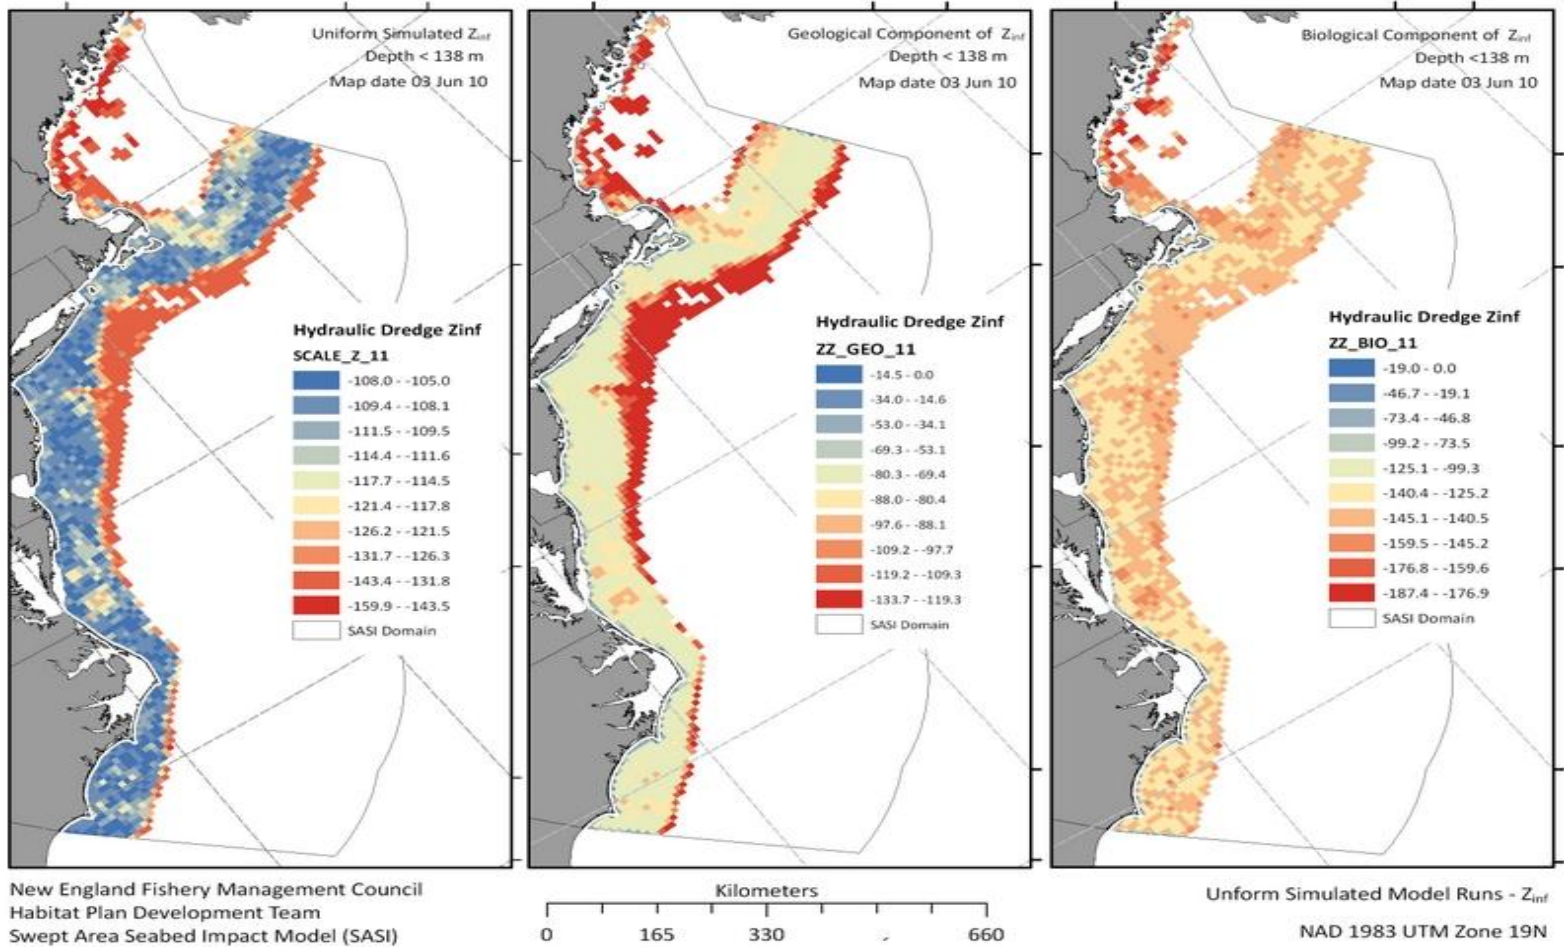 Uniform Simulated Zinf
Depth < 138 m
Map date 03 Jun 10
Hydraulic Dredge Zinf
SCALE_Z_11
-108.0 - -105.0
-109.4 - -108.1
-111.5 - -109.5
-114.4 - -111.6
-117.7 - -114.5
-121.4 - -117.8
-126.2 - -121.5
-131.7 - -126.3
-143.4 - -131.8
-159.9 - -143.5
SASI Domain
Geological Component of Zinf
Depth < 138 m
Map date 03 Jun 10
Hydraulic Dredge Zinf
ZZ_GEO_11
-14.5 - 0.0
-34.0 - -14.6
-53.0 - -34.1
-69.3 - -53.1
-80.3 - -69.4
-88.0 - -80.4
-97.6 - -88.1
-109.2 - -97.7
-119.2 - -109.3
-133.7 - -119.3
SASI Domain
Biological Component of Zinf
Depth <138 m
Map date 03 Jun 10
Hydraulic Dredge Zinf
ZZ_BIO_11
-19.0 - 0.0
-46.7 - -19.1
-73.4 - -46.8
-99.2 - -73.5
-125.1 - -99.3
-140.4 - -125.2
-145.1 - -140.5
-159.5 - -145.2
-176.8 - -159.6
-187.4 - -176.9
SASI Domain
New England Fishery Management Council
Habitat Plan Development Team
Swept Area Seabed Impact Model (SASI)
Kilometers
0 165 330 660
Unform Simulated Model Runs - Zinf
NAD 1983 UTM Zone 19N